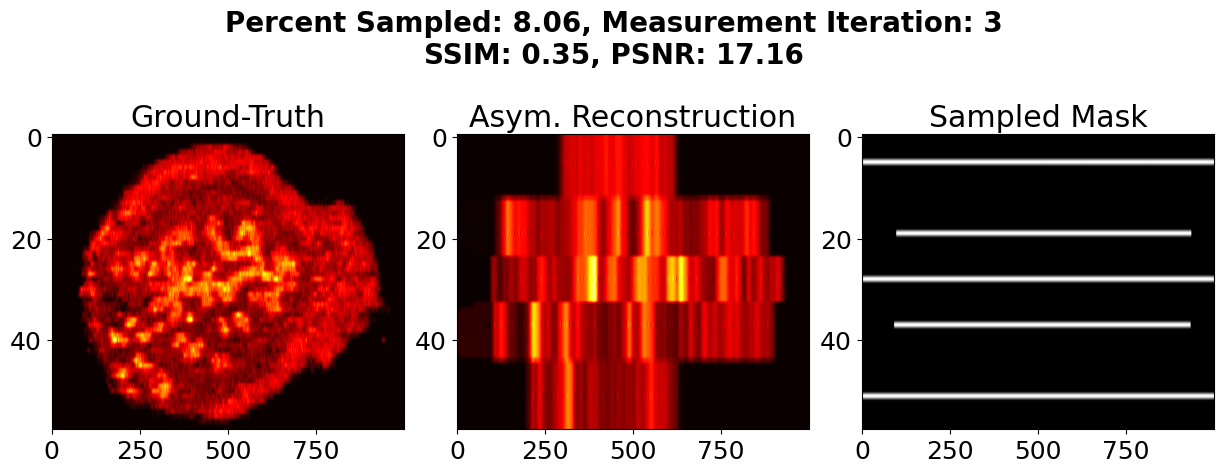 Percent Sampled: 8.06, Measurement Iteration: 3
SSIM: 0.35, PSNR: 17.16
Ground-Truth
Asym. Reconstruction
Sampled Mask
0
20
40
0 250 500 750
0
20
40
0 250 500 750
0
20
40
0 250 500 750